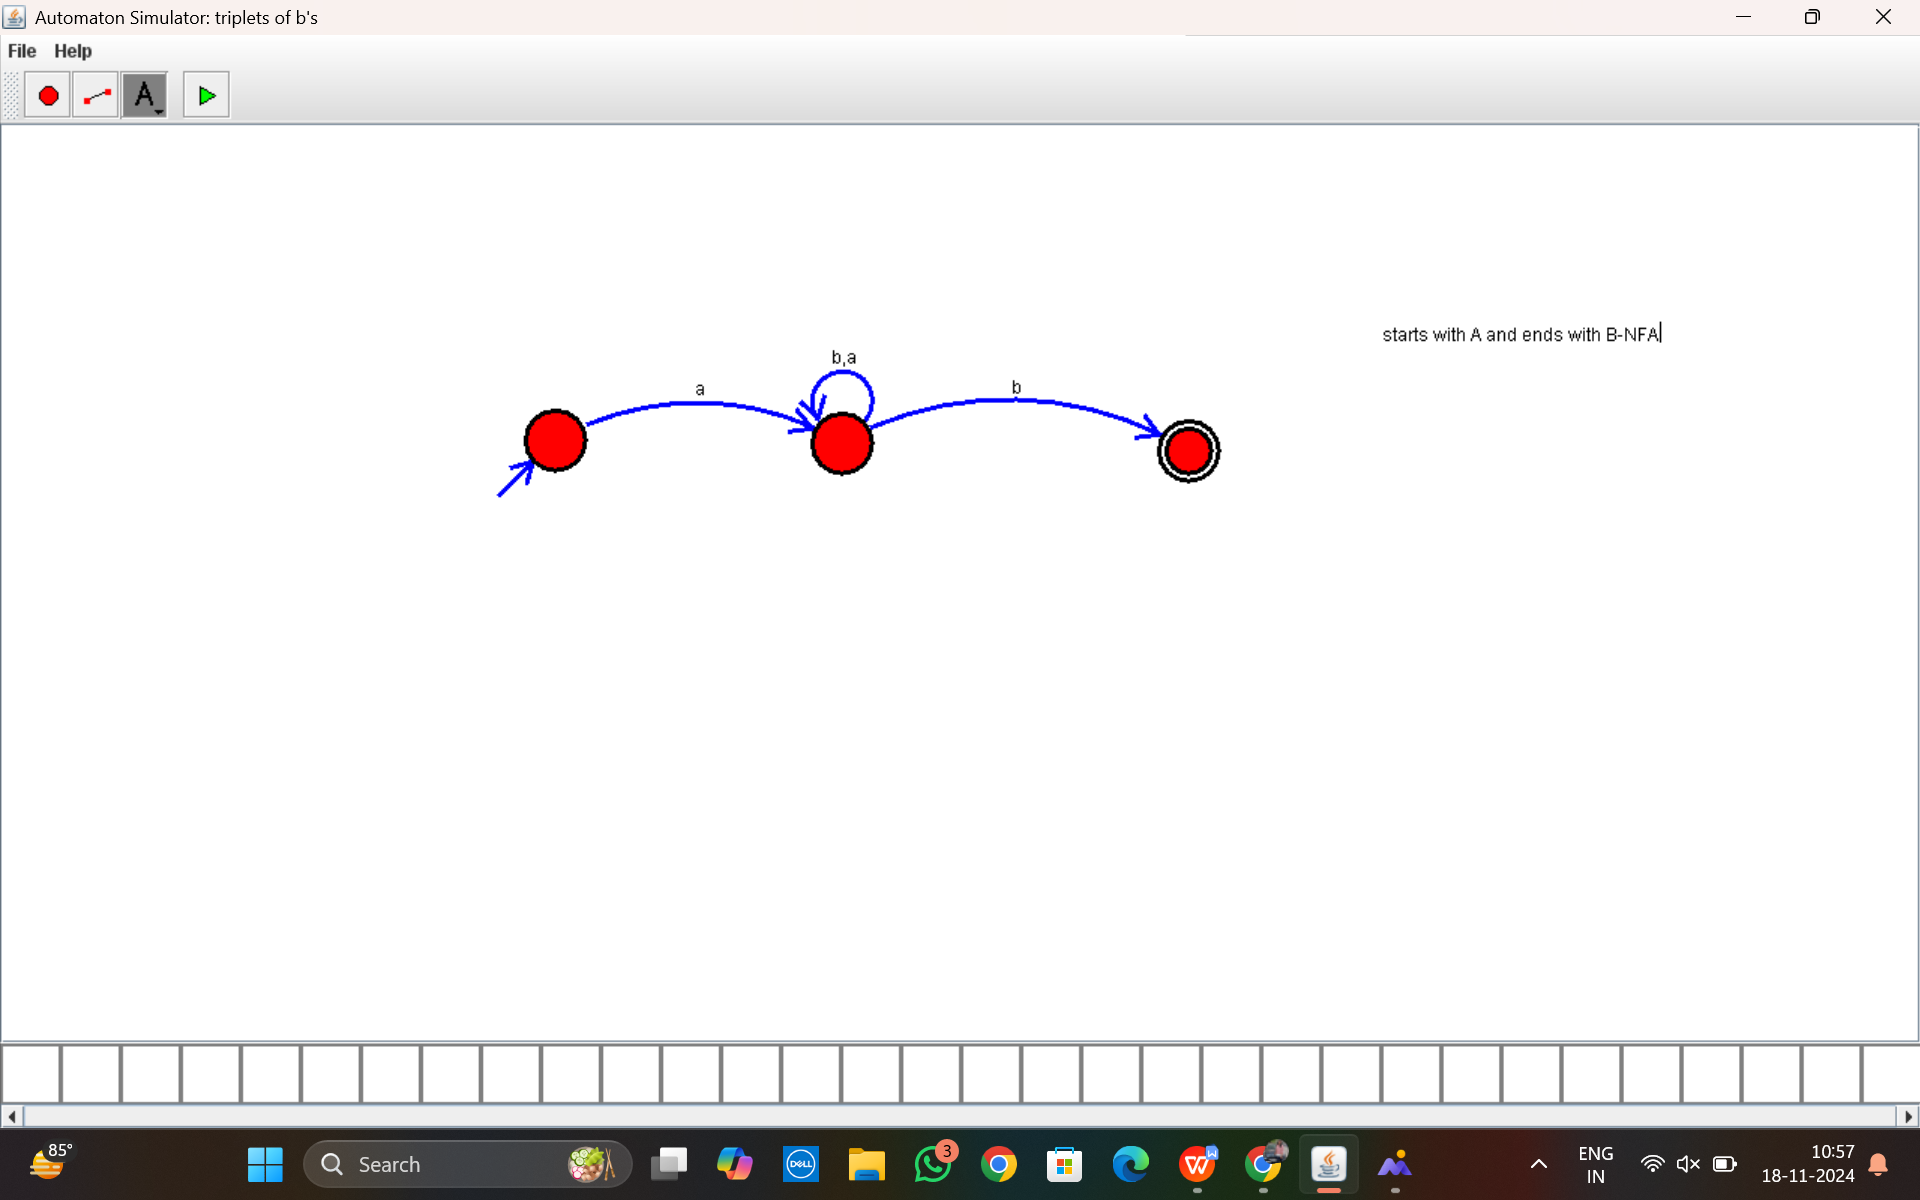 Automaton Simulator: triplets of b's
File Help
A
starts with A and ends with B-NFA
b,a
a
b
85°
Search
DELL
3
W
W
ENG
IN
10:57
18-11-2024